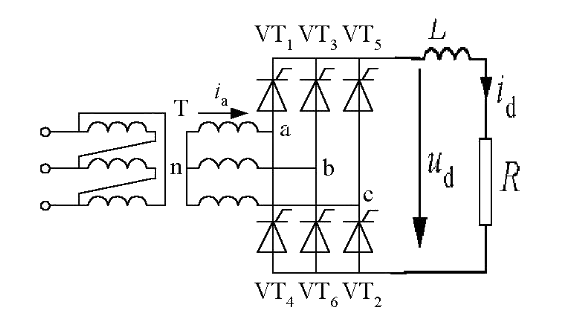 VT1 VT3 VT5 L
T ia id
a
n b ud R
c
VT4 VT6 VT2